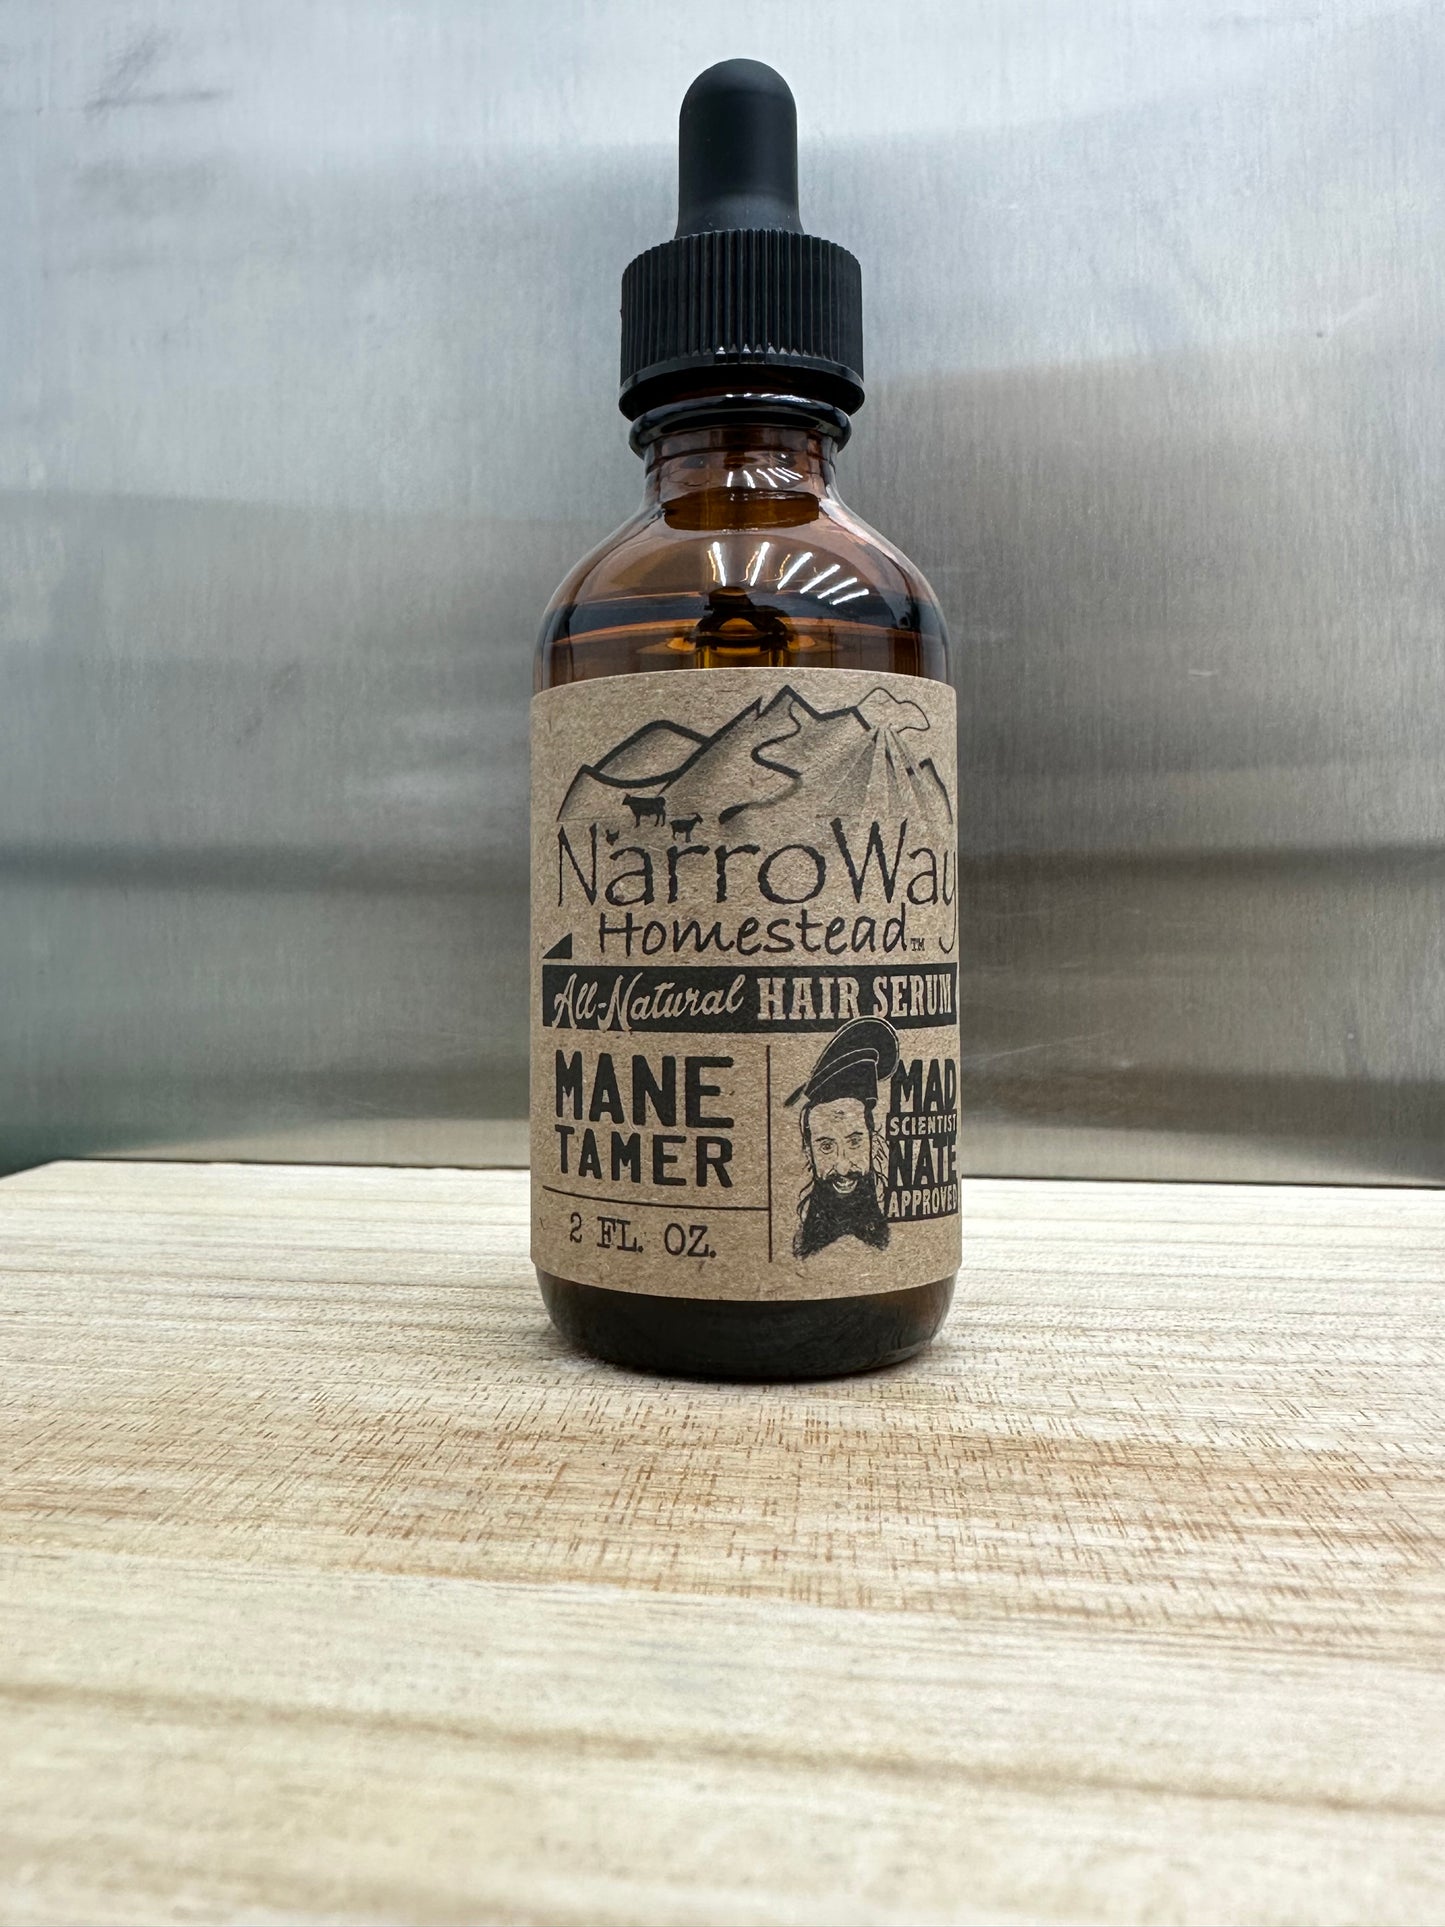 NarroWay
Homestead™
All-Natural HAIR SERUM
MANE
TAMER
2 FL. OZ.
MAD
SCIENTIST
NATE
APPROVED